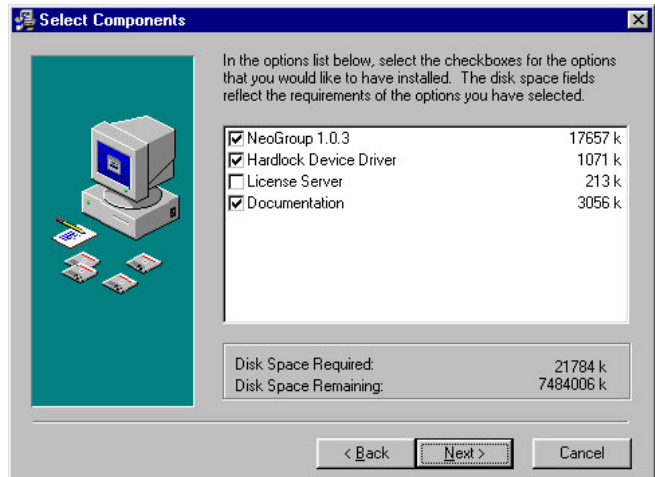 Select Components
In the options list below, select the checkboxes for the options
that you would like to have installed. The disk space fields
reflect the requirements of the options you have selected.
NeoGroup 1.0.3 17657 k
Hardlock Device Driver 1071 k
License Server 213 k
Documentation 3056 k
Disk Space Required: 21784 k
Disk Space Remaining: 7484006 k
< Back Next > Cancel